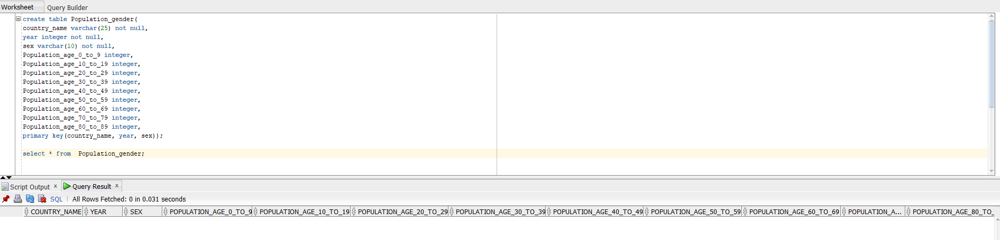 Worksheet Query Builder
create table Population_gender(
country_name varchar(25) not null,
year integer not null,
sex varchar(10) not null,
Population_age_0_to_9 integer,
Population_age_10_to_19 integer,
Population_age_20_to_29 integer,
Population_age_30_to_39 integer,
Population_age_40_to_49 integer,
Population_age_50_to_59 integer,
Population_age_60_to_69 integer,
Population_age_70_to_79 integer,
Population_age_80_to_89 integer,
primary key(country_name, year, sex));
select * from  Population_gender;
Script Output x Query Result x
SQL All Rows Fetched: 0 in 0.031 seconds
COUNTRY_NAME YEAR SEX POPULATION_AGE_0_TO_9 POPULATION_AGE_10_TO_19 POPULATION_AGE_20_TO_29 POPULATION_AGE_30_TO_39 POPULATION_AGE_40_TO_49 POPULATION_AGE_50_TO_59 POPULATION_AGE_60_TO_69 POPULATION_A... POPULATION_AGE_80_TO_